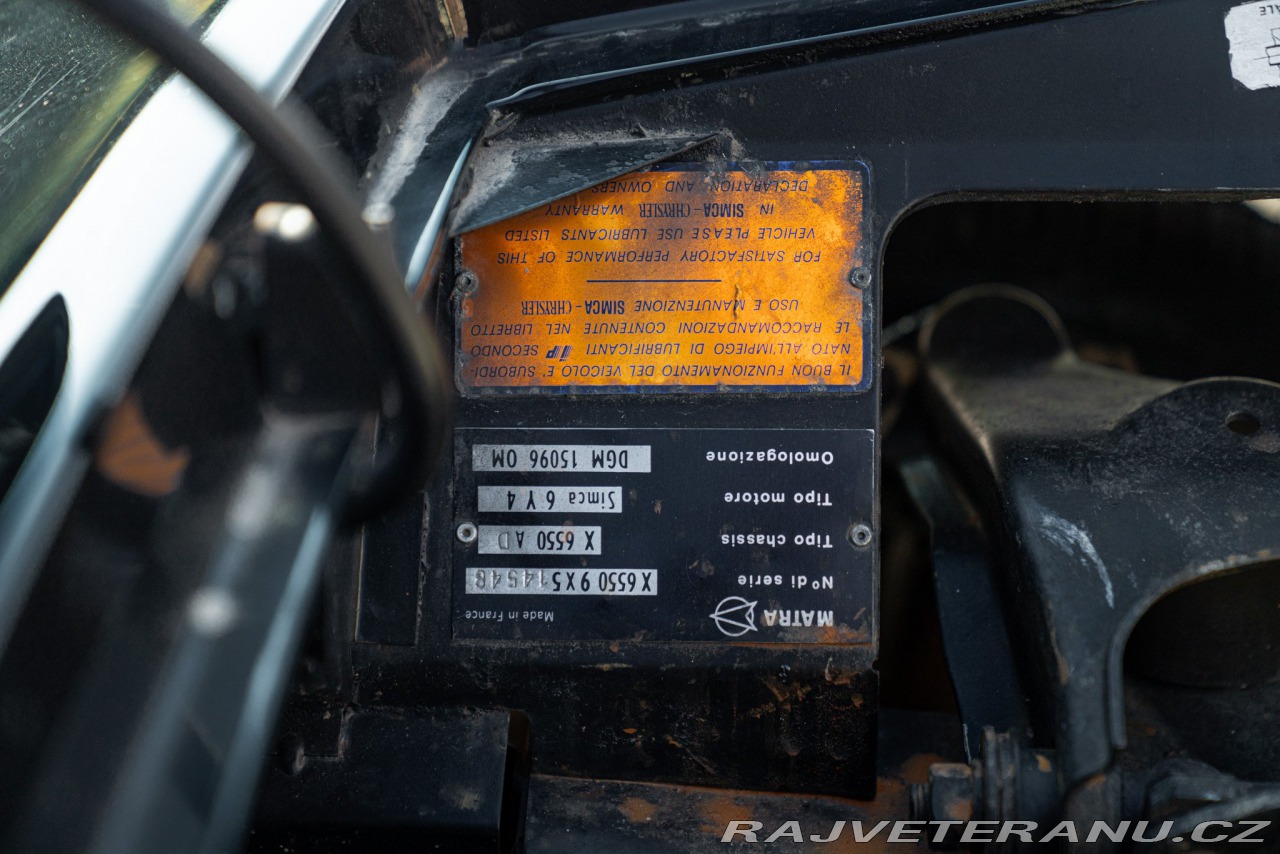 MATRA Made in France
N° di serie X 6550 9 X 5 14548
Tipo chassis X 6550 AD
Tipo motore Simca 6 Y 4
Omologazione DGM 15096 OM
IL BUON FUNZIONAMENTO DEL VEICOLO E' SUBORDI-
NATO ALL'IMPIEGO DI LUBRIFICANTI IP SECONDO
LE RACCOMANDAZIONI CONTENUTE NEL LIBRETTO
USO E MANUTENZIONE SIMCA-CHRYSLER
FOR SATISFACTORY PERFORMANCE OF THIS
VEHICLE PLEASE USE LUBRICANTS LISTED
IN SIMCA-CHRYSLER WARRANTY
DECLARATION AND OWNERS
RAJVETERANU.CZ